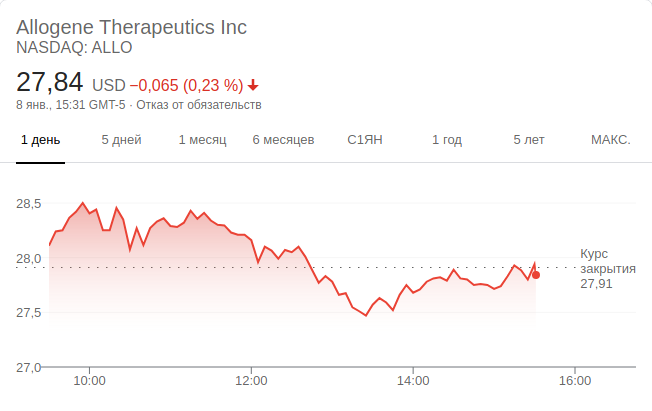 Allogene Therapeutics Inc
NASDAQ: ALLO
27,84 USD −0,065 (0,23 %)
8 янв., 15:31 GMT-5 · Отказ от обязательств
1 день 5 дней 1 месяц 6 месяцев С1ЯН 1 год 5 лет МАКС.
28,5
28,0
27,5
27,0
Курс
закрытия
27,91
10:00 12:00 14:00 16:00